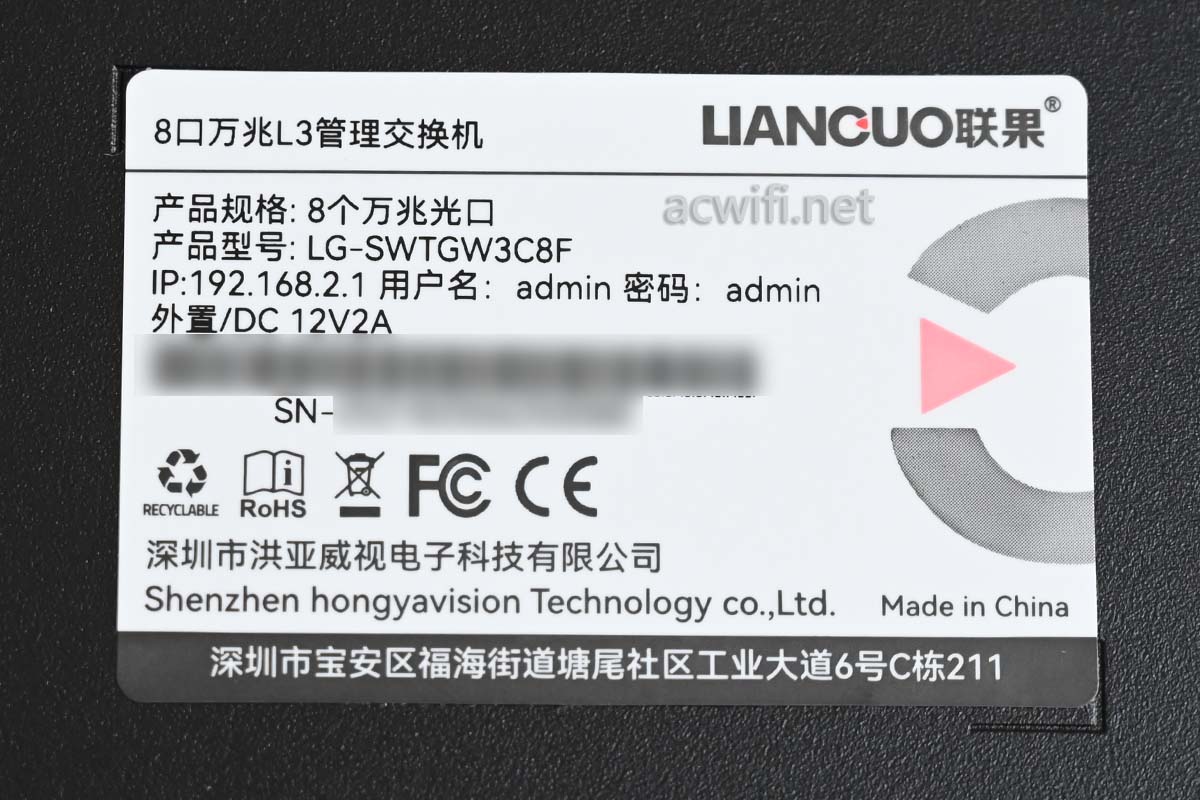 8口万兆L3管理交换机
LIANGUO联果®
acwifi.net
产品规格: 8个万兆光口
产品型号: LG-SWTGW3C8F
IP:192.168.2.1 用户名: admin 密码: admin
外置/DC 12V2A
SN-
RECYCLABLE
RoHS
FC CE
深圳市洪亚威视电子科技有限公司
Shenzhen hongyavision Technology co.,Ltd.
Made in China
深圳市宝安区福海街道塘尾社区工业大道6号C栋211